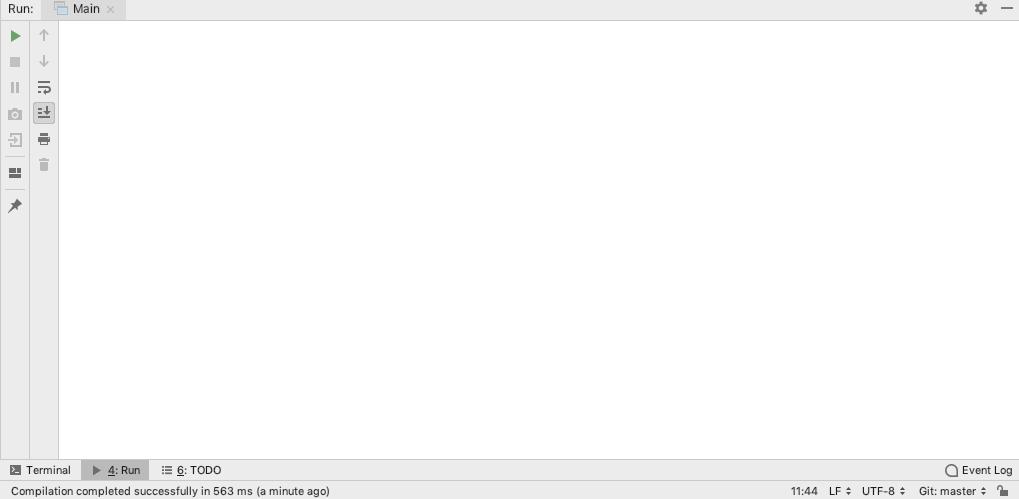 Run: Main
Terminal 4: Run 6: TODO Event Log
Compilation completed successfully in 563 ms (a minute ago) 11:44 LF UTF-8 Git: master